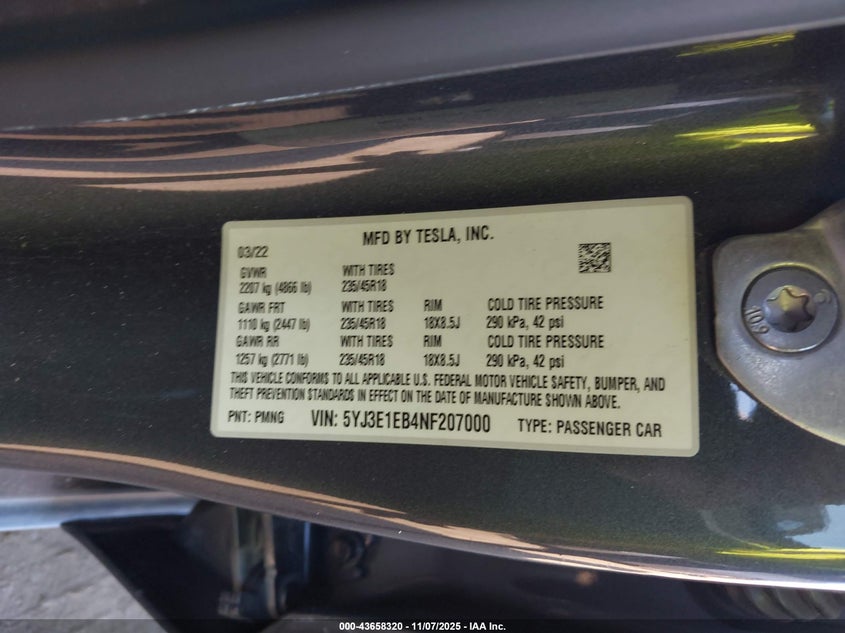 MFD BY TESLA, INC.
03/22
GVWR WITH TIRES
2207 kg (4866 lb) 235/45R18
GAWR FRT WITH TIRES RIM COLD TIRE PRESSURE
1110 kg (2447 lb) 235/45R18 18X8.5J 290 kPa, 42 psi
GAWR RR WITH TIRES RIM COLD TIRE PRESSURE
1257 kg (2771 lb) 235/45R18 18X8.5J 290 kPa, 42 psi
THIS VEHICLE CONFORMS TO ALL APPLICABLE U.S. FEDERAL MOTOR VEHICLE SAFETY, BUMPER, AND
THEFT PREVENTION STANDARDS IN EFFECT ON THE DATE OF MANUFACTURE SHOWN ABOVE.
PNT: PMNG VIN: 5YJ3E1EB4NF207000 TYPE: PASSENGER CAR
10.9
000-43658320 - 11/07/2025 - IAA Inc.